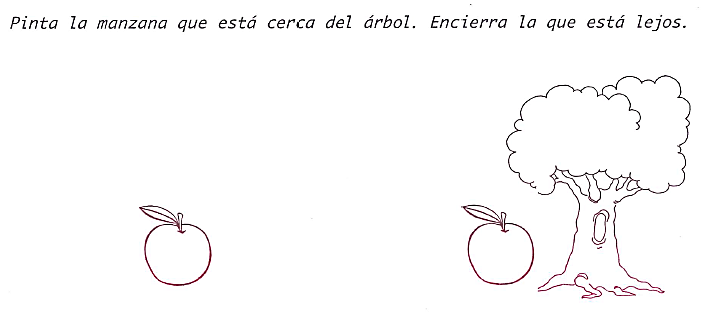 Pinta la manzana que está cerca del árbol. Encierra la que está lejos.